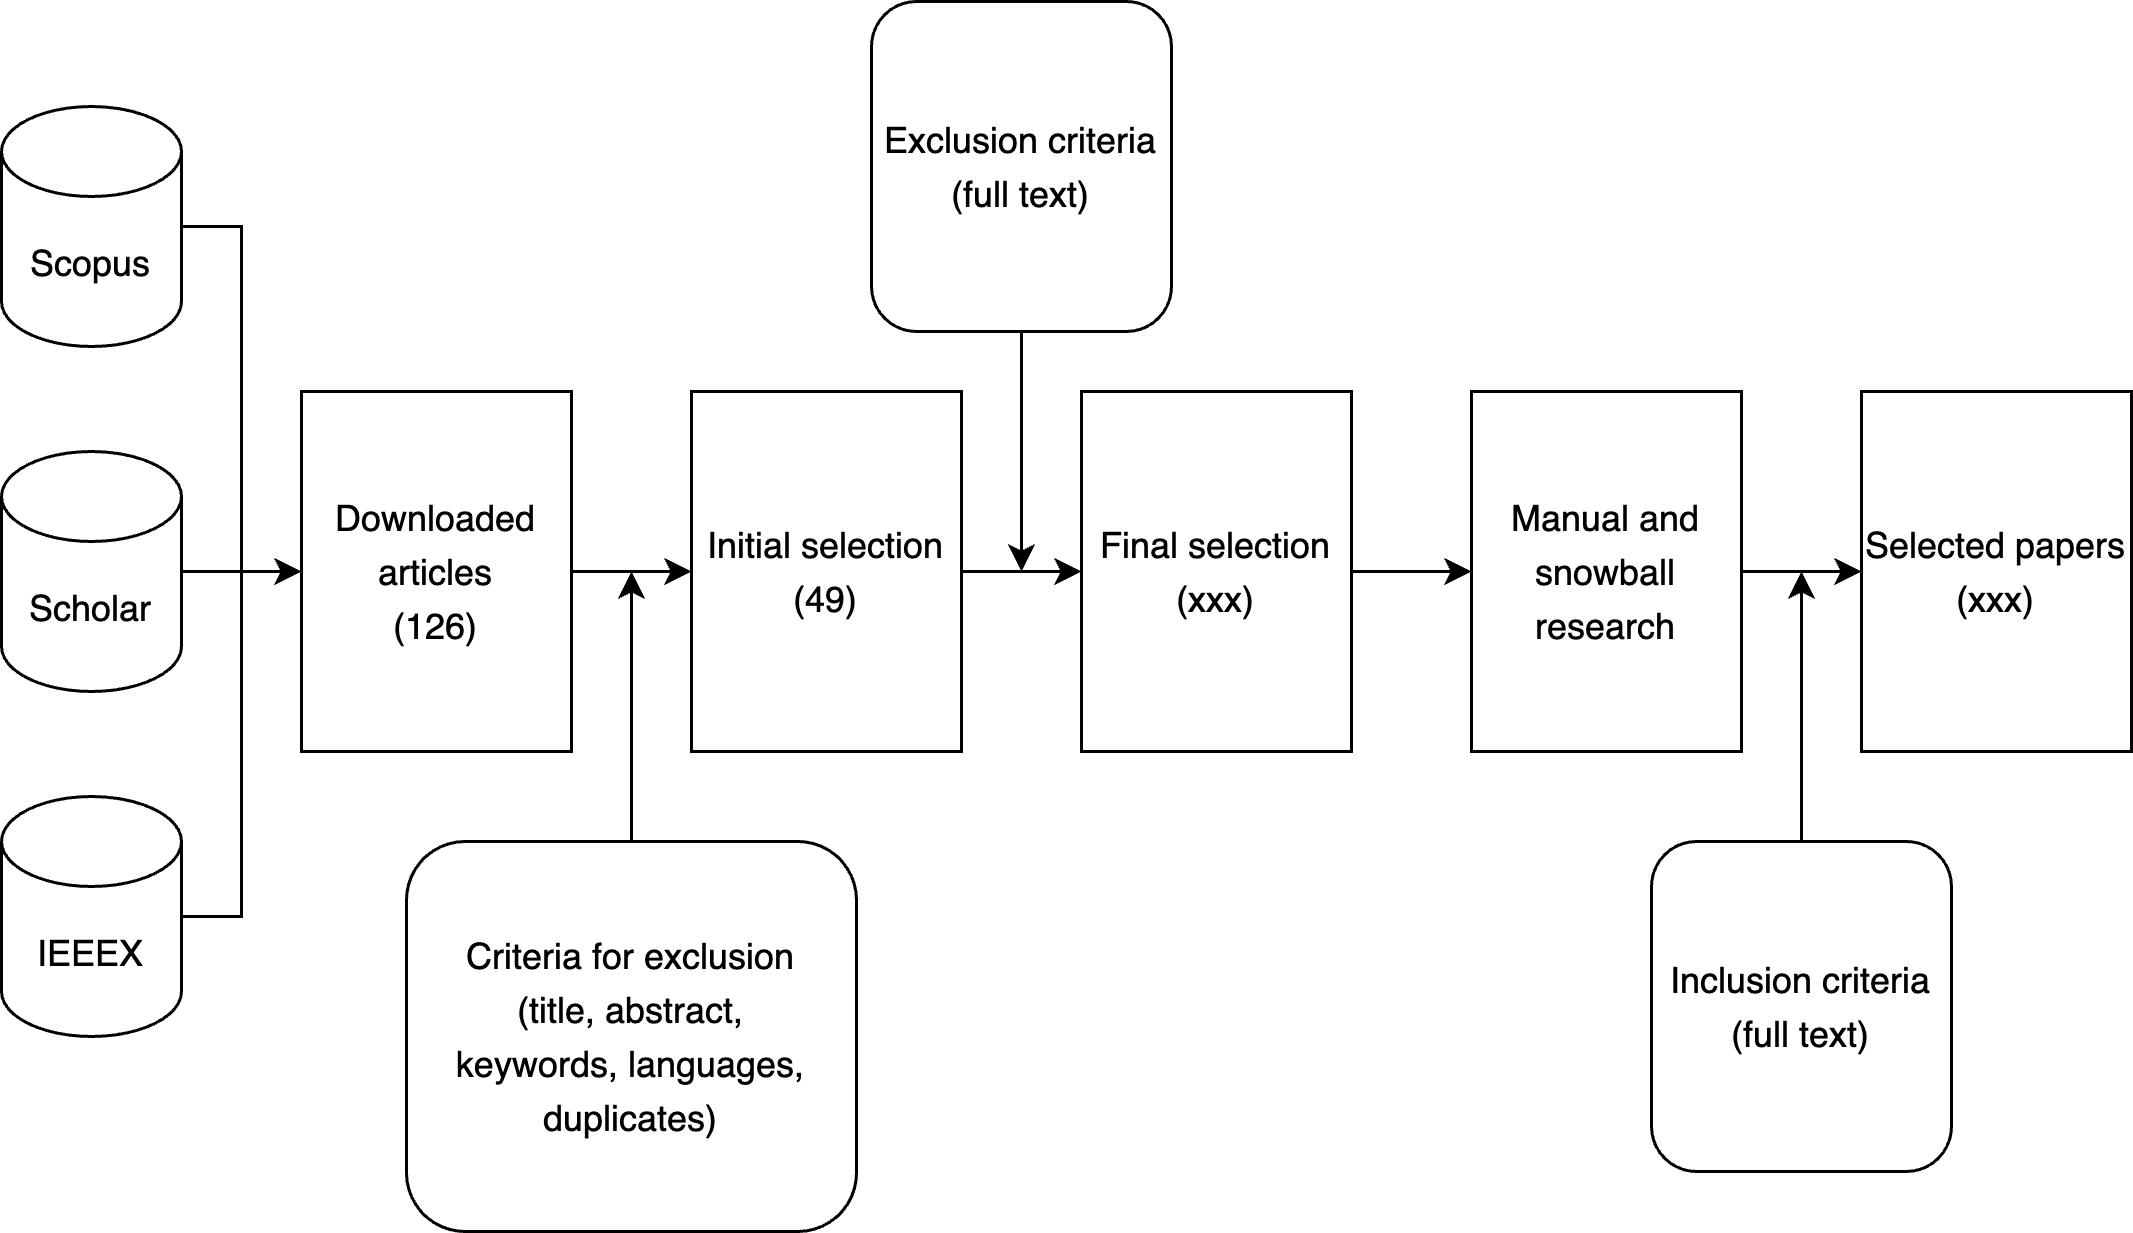 Exclusion criteria
(full text)
Scopus
Scholar
IEEEX
Downloaded
articles
(126)
Initial selection
(49)
Final selection
(xxx)
Manual and
snowball
research
Selected papers
(xxx)
Criteria for exclusion
(title, abstract,
keywords, languages,
duplicates)
Inclusion criteria
(full text)